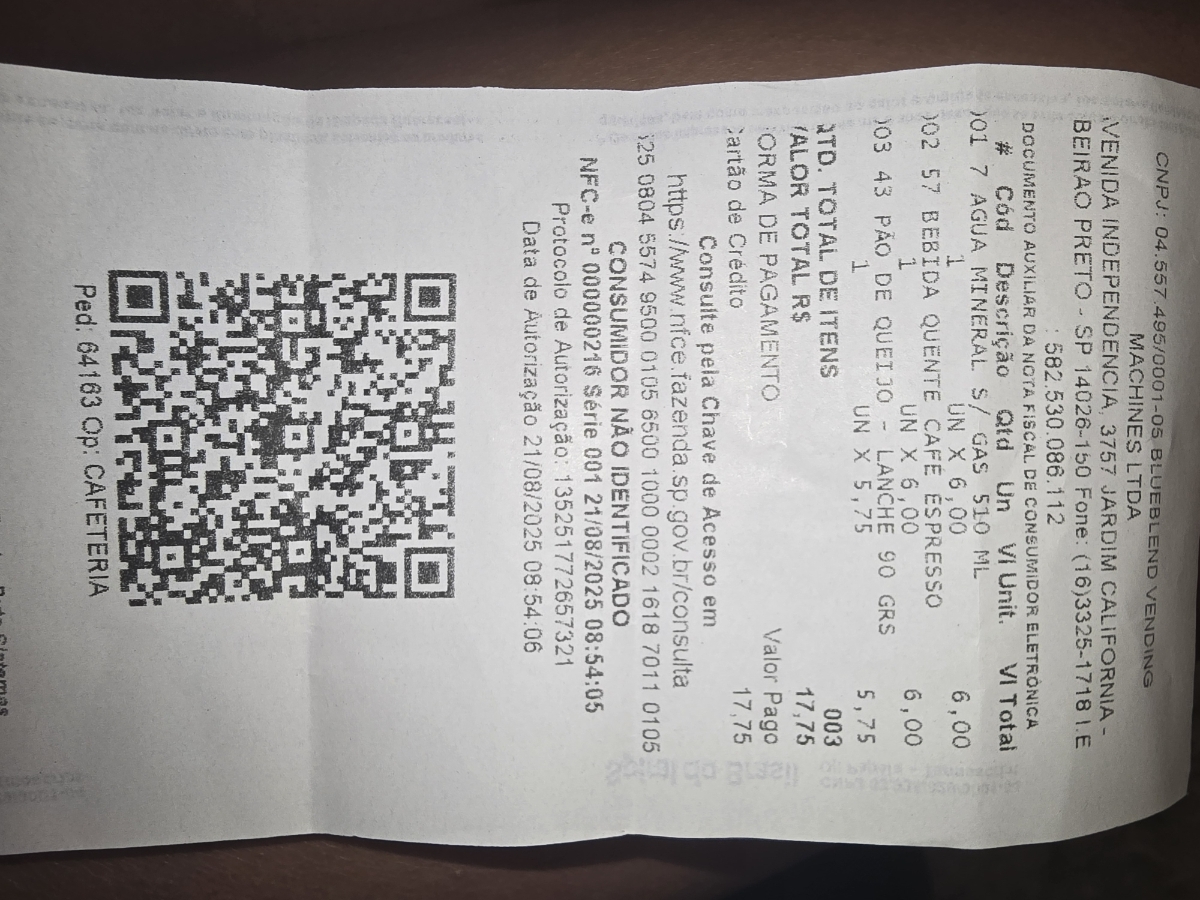 CNPJ: 04.557.495/0001-05 BLUEBLEND VENDING
MACHINES LTDA
VENIDA INDEPENDENCIA, 3757 JARDIM CALIFORNIA -
BEIRAO PRETO - SP 14026-150 Fone: (16)3325-1718 I.E
: 582.530.086.112
DOCUMENTO AUXILIAR DA NOTA FISCAL DE CONSUMIDOR ELETRÔNICA
# Cód Descrição Qtd Un Vl Unit. Vl Total
001 7 AGUA MINERAL S/ GAS 510 ML
1 UN X 6,00 6,00
002 57 BEBIDA QUENTE CAFÉ ESPRESSO
1 UN X 6,00 6,00
003 43 PÃO DE QUEIJO - LANCHE 90 GRS
1 UN X 5,75 5,75
QTD. TOTAL DE ITENS 003
VALOR TOTAL R$ 17,75
FORMA DE PAGAMENTO Valor Pago
Cartão de Crédito 17,75
Consulte pela Chave de Acesso em
https://www.nfce.fazenda.sp.gov.br/consulta
525 0804 5574 9500 0105 6500 1000 0002 1618 7011 0105
CONSUMIDOR NÃO IDENTIFICADO
NFC-e nº 000000216 Série 001 21/08/2025 08:54:05
Protocolo de Autorização: 135251772657321
Data de Autorização 21/08/2025 08:54:06
Ped: 64163 Op: CAFETERIA